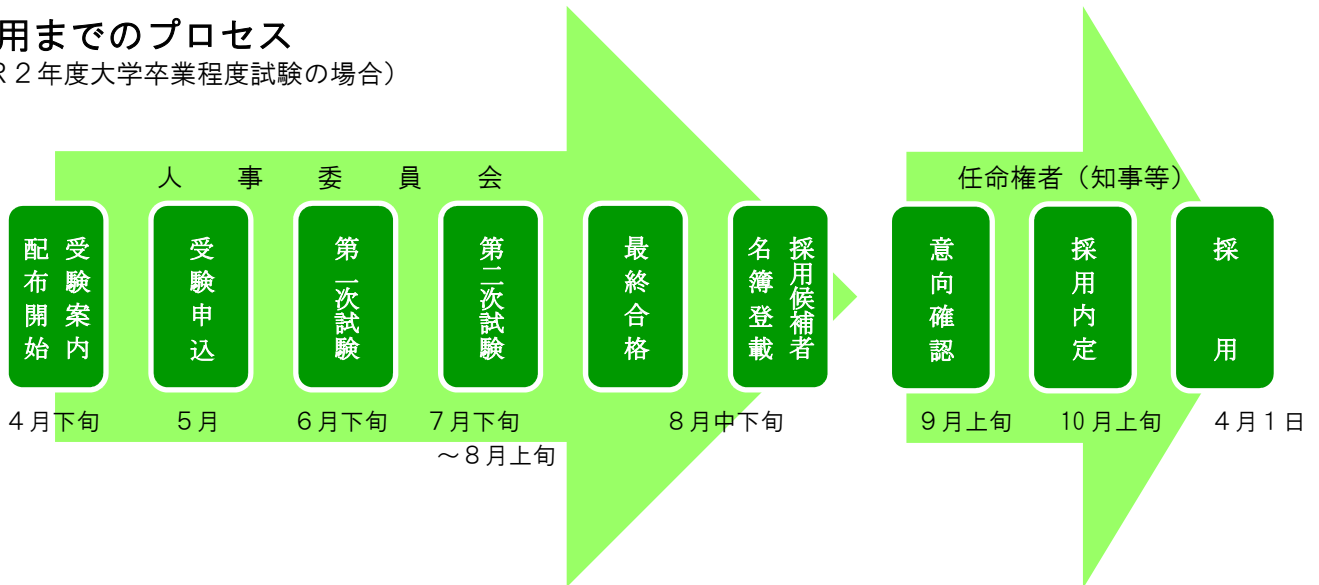 用までのプロセス
R２年度大学卒業程度試験の場合）
人事委員会
任命権者（知事等）
受験案内
配布開始
受験申込
第一次試験
第二次試験
最終合格
採用候補者
名簿登載
意向確認
採用内定
採用
４月下旬
５月
６月下旬
７月下旬
～８月上旬
８月中下旬
９月上旬
10月上旬
４月１日